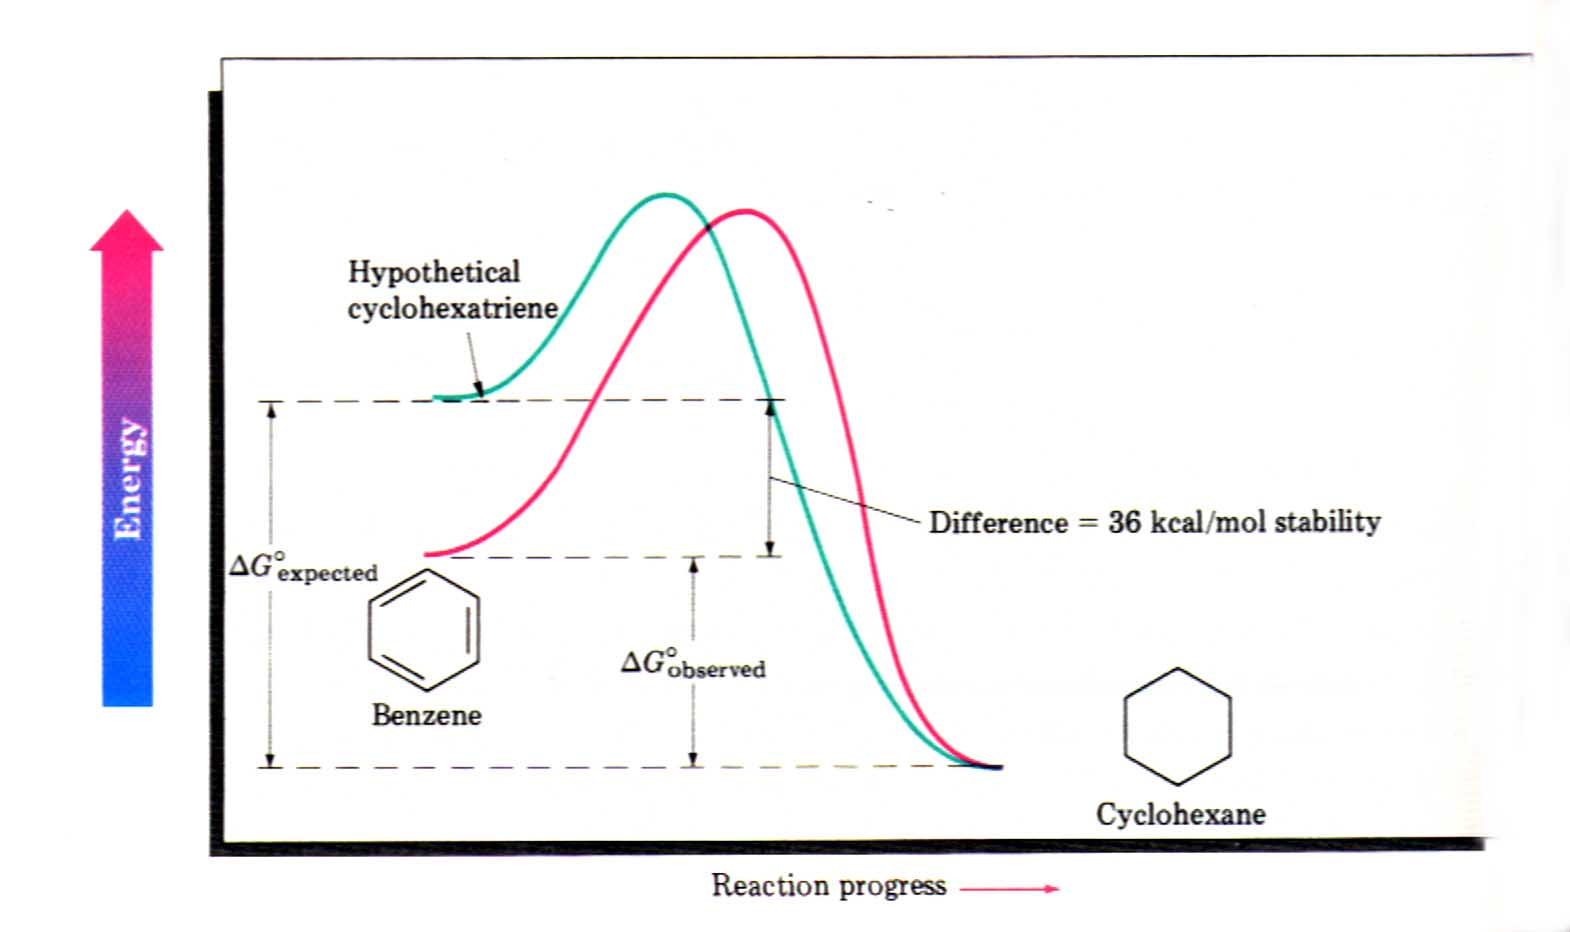 Hypothetical
cyclohexatriene
Energy
Difference = 36 kcal/mol stability
ΔG°expected
ΔG°observed
Benzene
Cyclohexane
Reaction progress